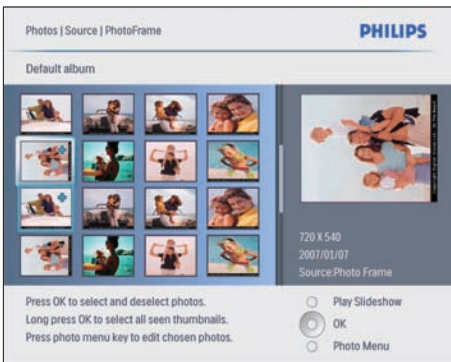 Photos | Source | PhotoFrame
PHILIPS
Default album
720 X 540
2007/01/07
Source:Photo Frame
Press OK to select and deselect photos.
Long press OK to select all seen thumbnails.
Press photo menu key to edit chosen photos.
Play Slideshow
OK
Photo Menu